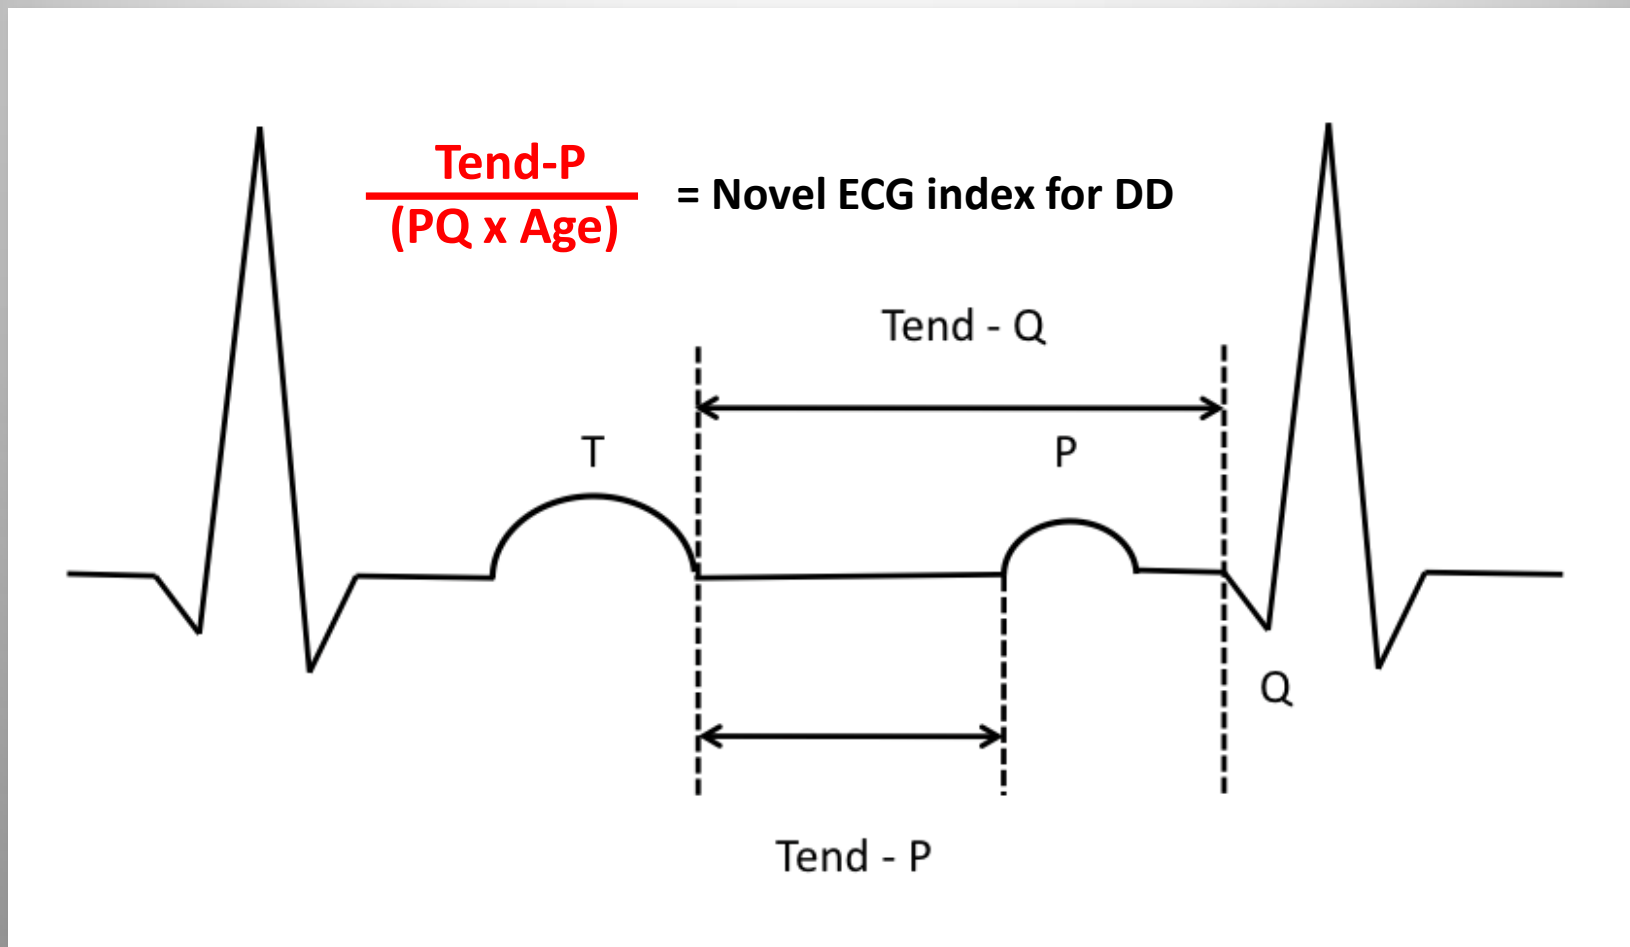 Tend-P
(PQ x Age)
= Novel ECG index for DD
Tend - Q
T
P
Q
Tend - P